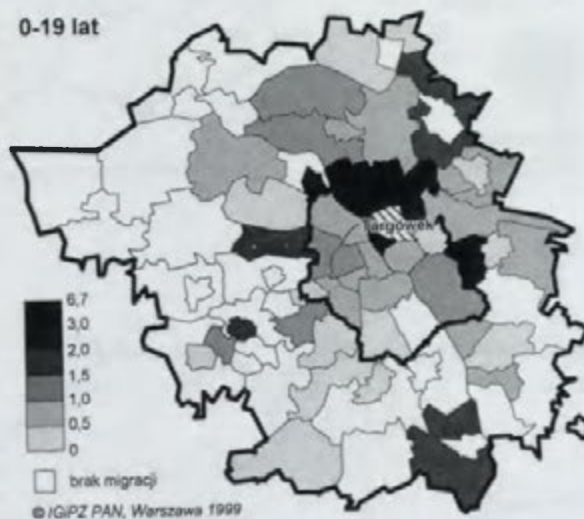 0-19 lat
Targówek
6,7
3,0
2,0
1,5
1,0
0,5
0
brak migracji
© IGiPZ PAN, Warszawa 1999